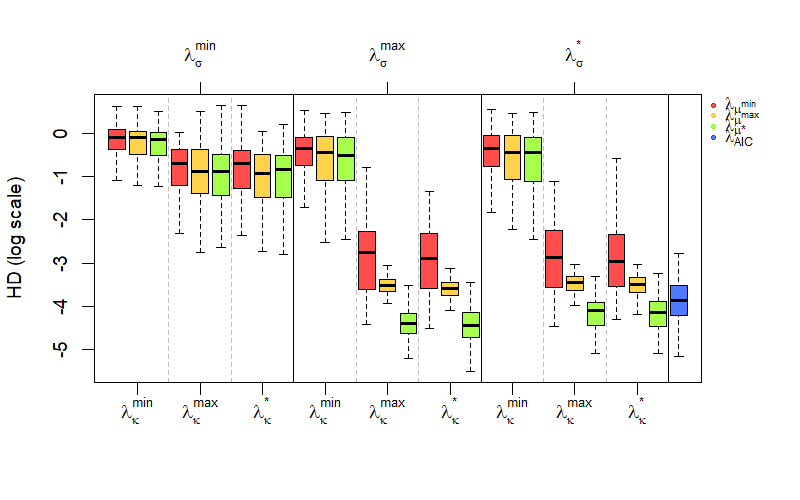 λσmin λσmax λσ*
λμmin
λμmax
λμ*
λAIC
HD (log scale)
0
-1
-2
-3
-4
-5
λκmin λκmax λκ* λκmin λκmax λκ* λκmin λκmax λκ*